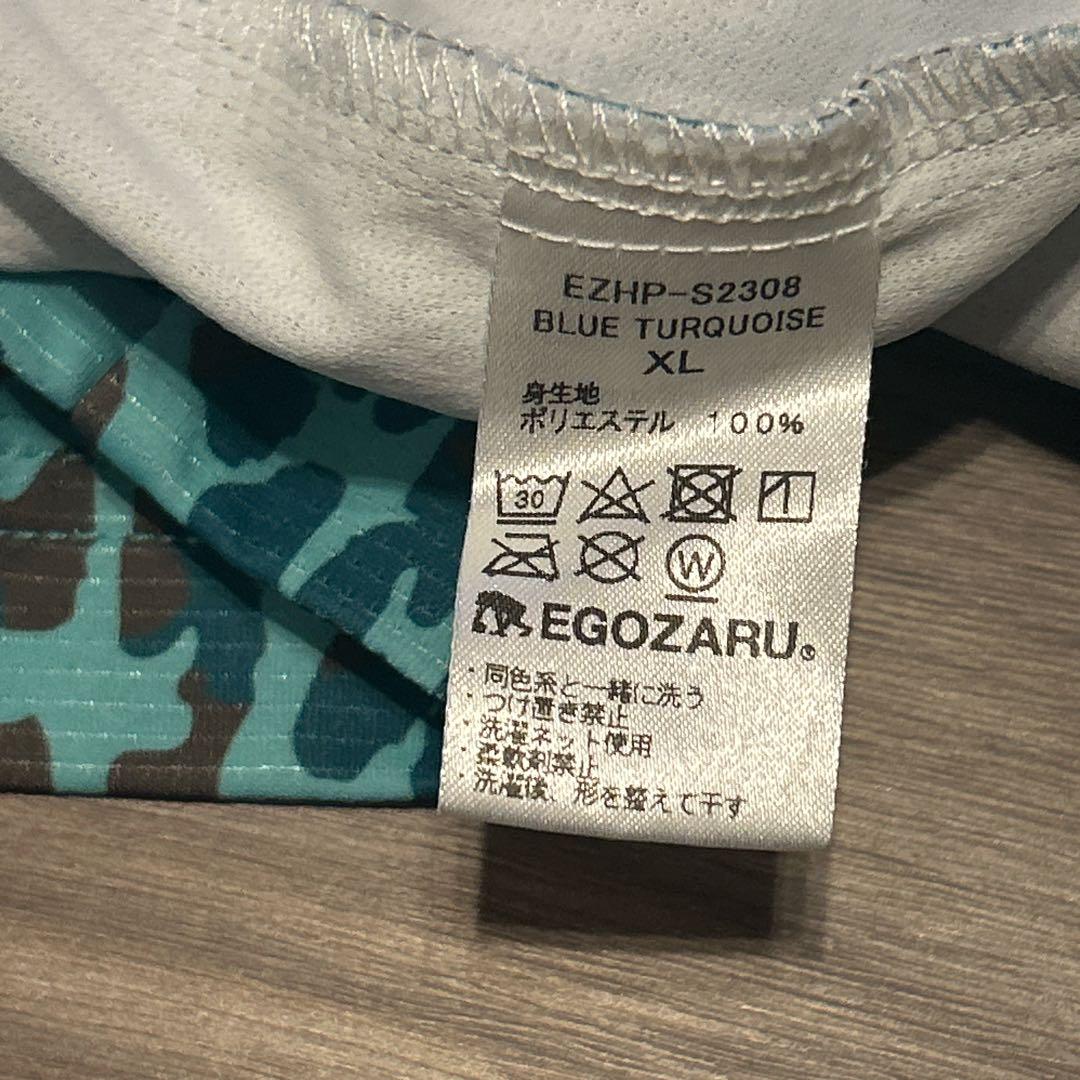 EZHP-S2308
BLUE TURQUOISE
XL
身生地
ポリエステル 100%
30
W
EGOZARU®
・同色系と一緒に洗う
・つけ置き禁止
・洗濯ネット使用
・柔軟剤禁止
・洗濯後、形を整えて干す